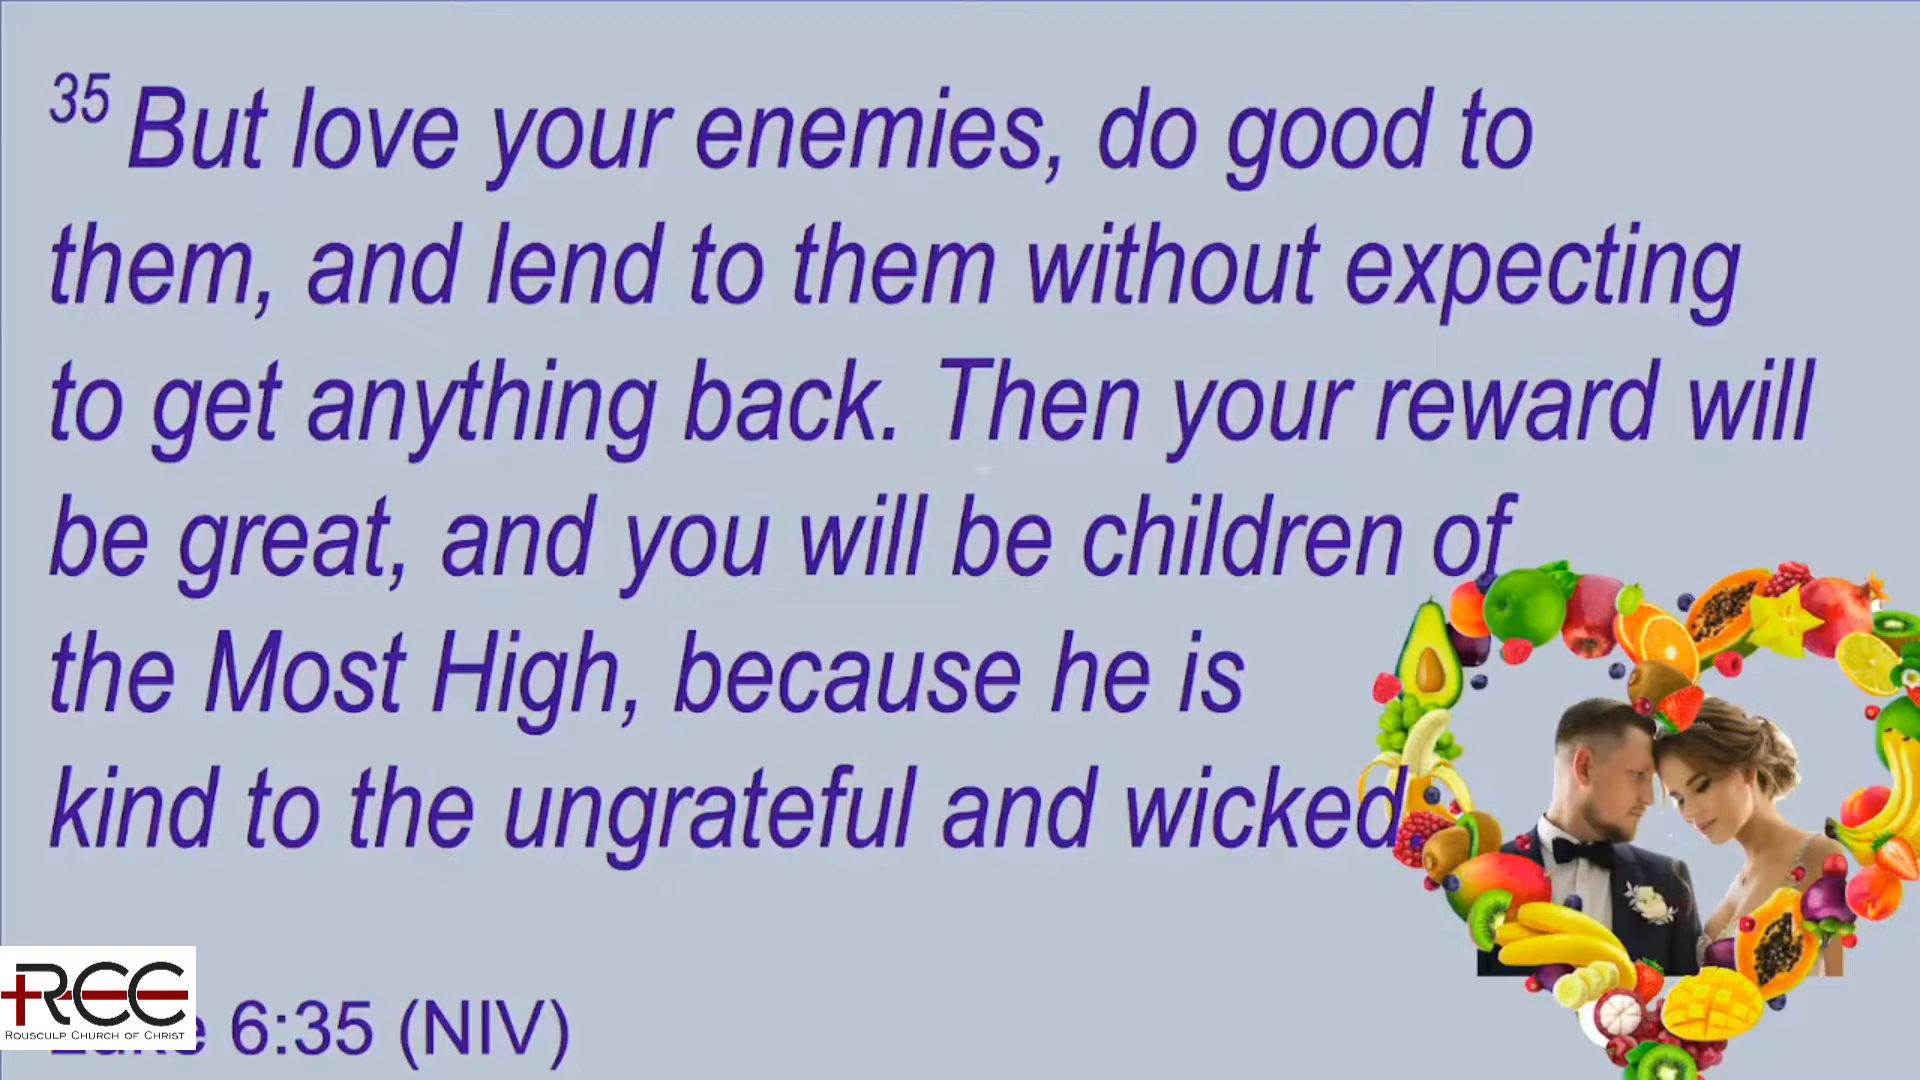 35 But love your enemies, do good to
them, and lend to them without expecting
to get anything back. Then your reward will
be great, and you will be children of
the Most High, because he is
kind to the ungrateful and wicked
RCC
ROUSCULP CHURCH OF CHRIST
6:35 (NIV)